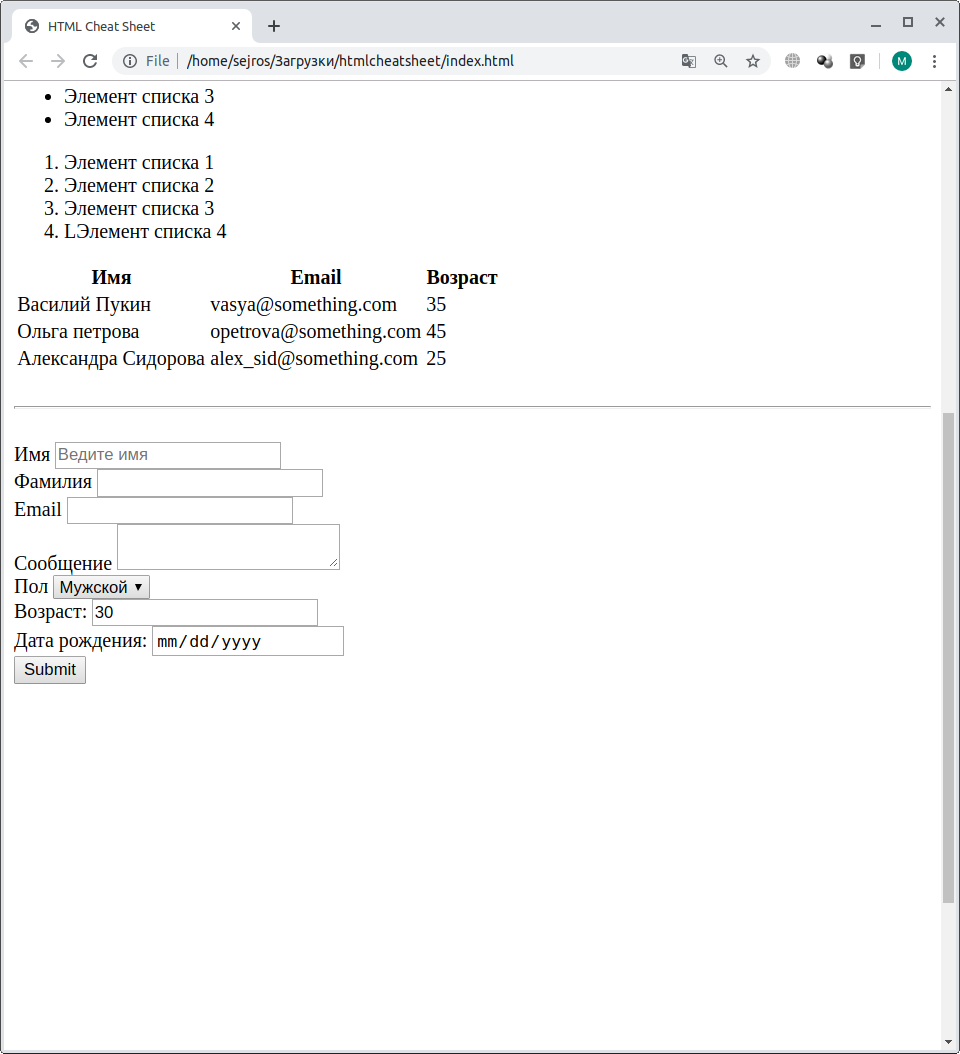 HTML Cheat Sheet
File | /home/sejros/Загрузки/htmlcheatsheet/index.html
M
• Элемент списка 3
• Элемент списка 4
1. Элемент списка 1
2. Элемент списка 2
3. Элемент списка 3
4. LЭлемент списка 4
Имя Email Возраст
Василий Пукин vasya@something.com 35
Ольга петрова opetrova@something.com 45
Александра Сидорова alex_sid@something.com 25
Имя Ведите имя
Фамилия
Email
Сообщение
Пол Мужской
Возраст: 30
Дата рождения: mm/dd/yyyy
Submit